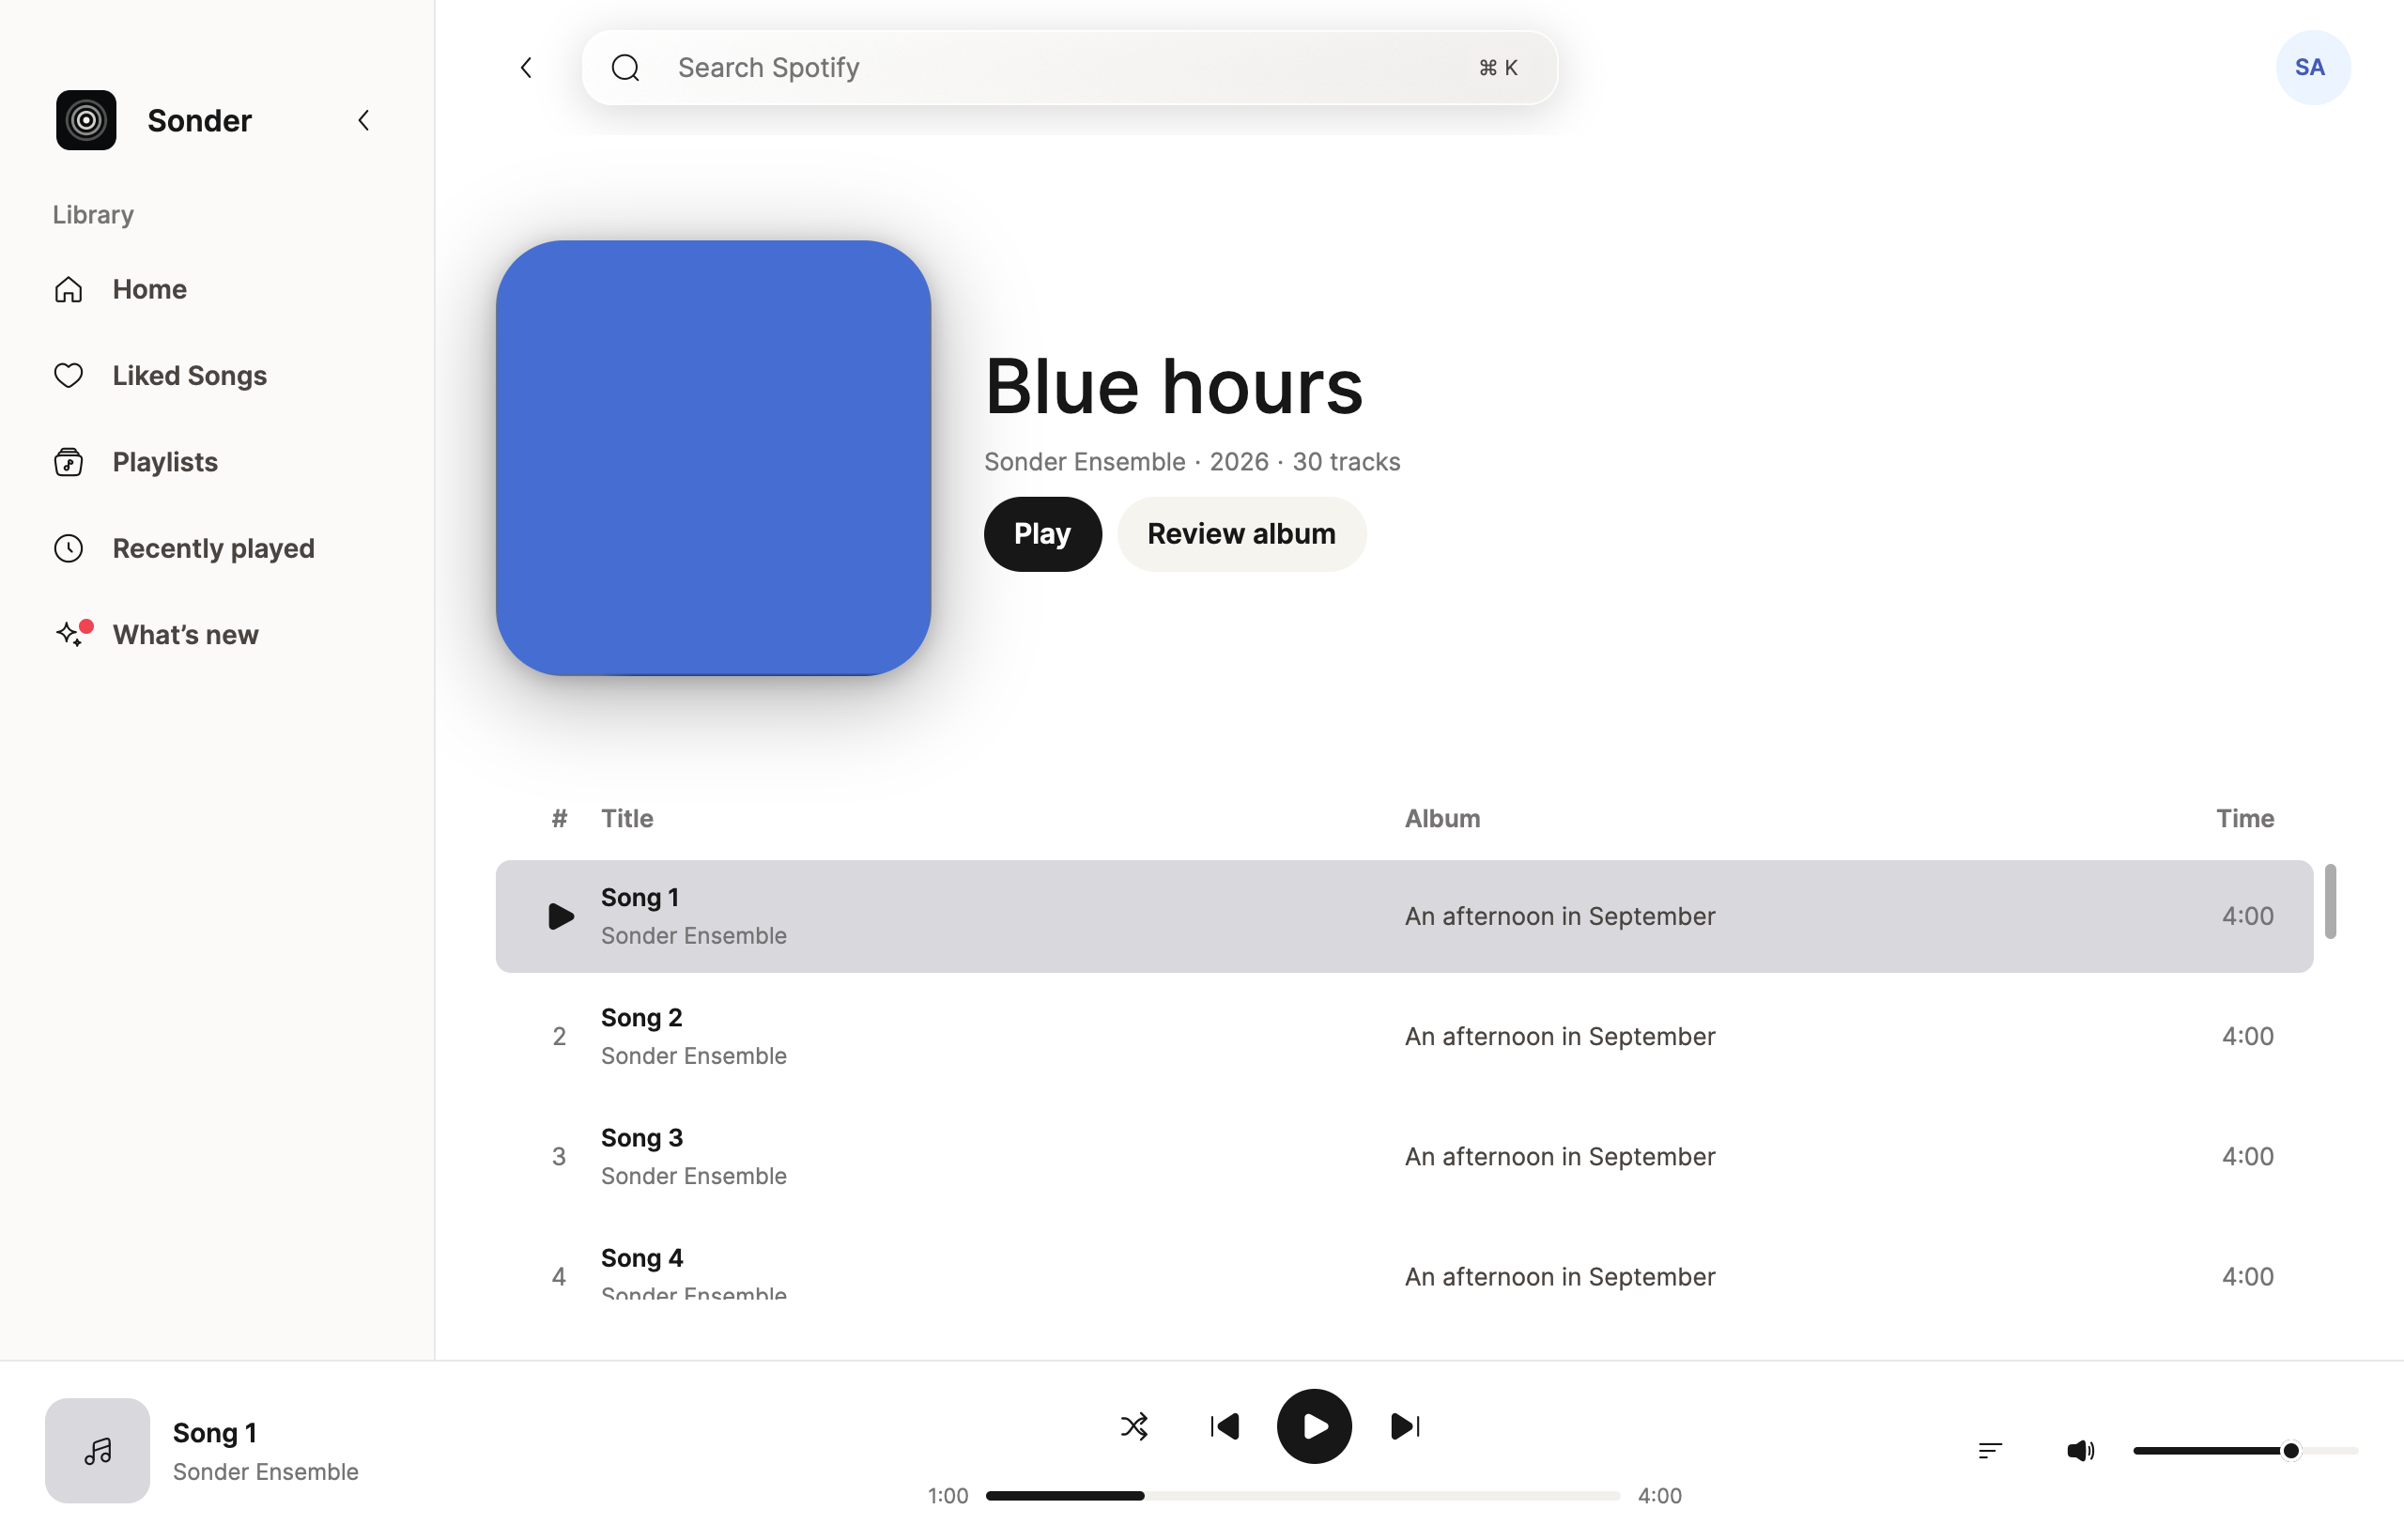 Sonder
Library
Home
Liked Songs
Playlists
Recently played
What’s new
Search Spotify
⌘ K
SA
Blue hours
Sonder Ensemble · 2026 · 30 tracks
Play
Review album
# Title Album Time
Song 1
Sonder Ensemble
An afternoon in September
4:00
2
Song 2
Sonder Ensemble
An afternoon in September
4:00
3
Song 3
Sonder Ensemble
An afternoon in September
4:00
4
Song 4
Sonder Ensemble
An afternoon in September
4:00
Song 1
Sonder Ensemble
1:00
4:00